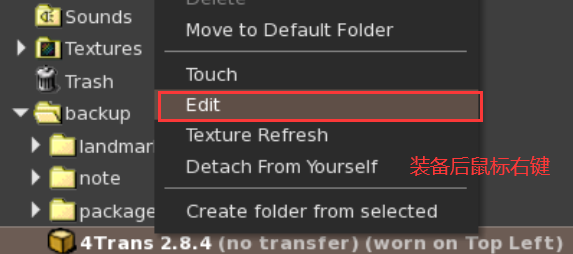 Delete
Sounds
Move to Default Folder
Textures
Touch
Trash
Edit
backup
Texture Refresh
landmar
Detach From Yourself 装备后鼠标右键
note
package
Create folder from selected
4Trans 2.8.4 (no transfer) (worn on Top Left)